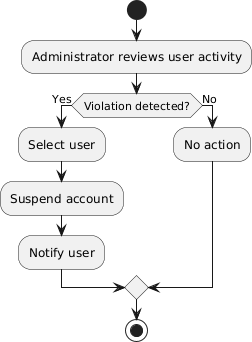 Administrator reviews user activity
Violation detected?
Yes
No
Select user
No action
Suspend account
Notify user